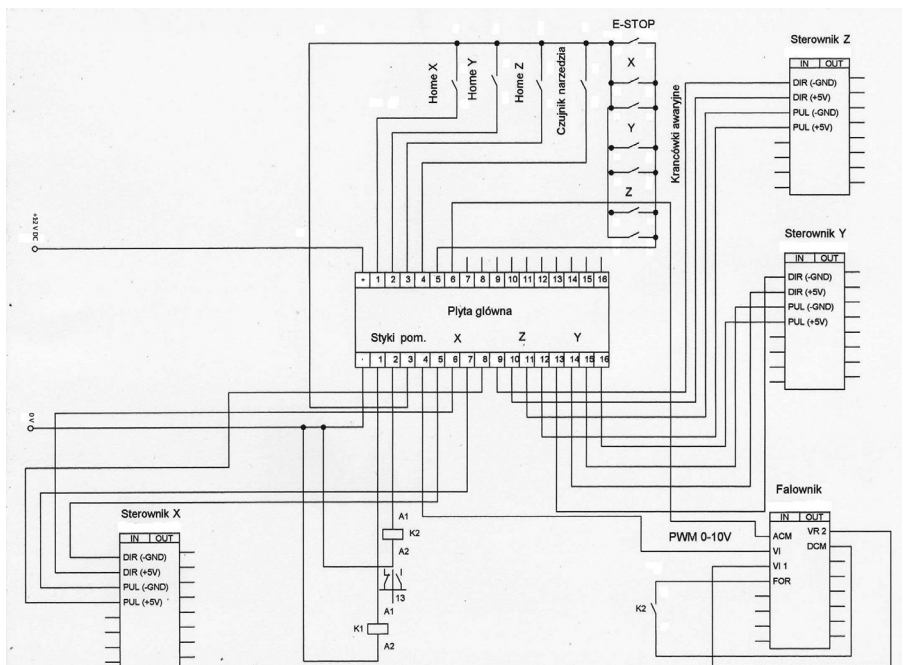 E-STOP
Sterownik Z
IN OUT
DIR (-GND)
DIR (+5V)
PUL (-GND)
PUL (+5V)
Home X
Home Y
Home Z
Czujnik narzedzia
X
Y
Z
Krancówki awaryjne
Sterownik Y
IN OUT
DIR (-GND)
DIR (+5V)
PUL (-GND)
PUL (+5V)
+12 V DC
+ 1 2 3 4 5 6 7 8 9 10 11 12 13 14 15 16
Plyta glówna
Styki pom. X Z Y
- 1 2 3 4 5 6 7 8 9 10 11 12 13 14 15 16
0 V
Sterownik X
IN OUT
DIR (-GND)
DIR (+5V)
PUL (-GND)
PUL (+5V)
A1
K2
A2
13
A1
K1
A2
PWM 0-10V
Falownik
IN OUT
ACM
VI
VI 1
FOR
VR 2
DCM
K2